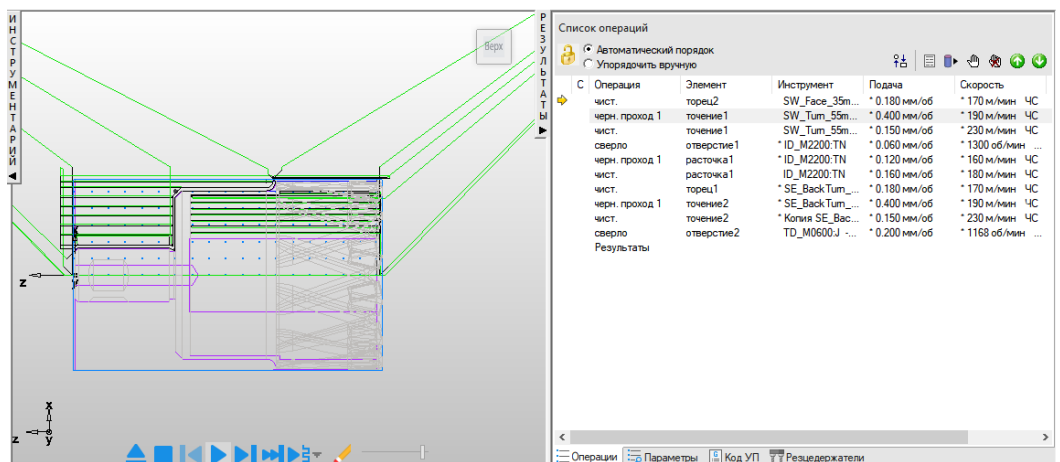 ИНСТРУМЕНТАРИЙ
РЕЗУЛЬТАТЫ
Верх
z
x
z
y
Список операций
Автоматический порядок
Упорядочить вручную
С Операция Элемент Инструмент Подача Скорость
чист. торец2 SW_Face_35m... * 0.180 мм/об * 170 м/мин ЧС
черн. проход 1 точение1 SW_Turn_55m... * 0.400 мм/об * 190 м/мин ЧС
чист. точение1 SW_Turn_55m... * 0.150 мм/об * 230 м/мин ЧС
сверло отверстие1 * ID_M2200:TN * 0.060 мм/об * 1300 об/мин ...
черн. проход 1 расточка1 * ID_M2200:TN * 0.120 мм/об * 160 м/мин ЧС
чист. расточка1 ID_M2200:TN * 0.160 мм/об * 180 м/мин ЧС
чист. торец1 * SE_BackTurn_... * 0.180 мм/об * 170 м/мин ЧС
черн. проход 1 точение2 * SE_BackTurn_... * 0.400 мм/об * 190 м/мин ЧС
чист. точение2 * Копия SE_Bac... * 0.150 мм/об * 230 м/мин ЧС
сверло отверстие2 TD_M0600:J -... * 0.200 мм/об * 1168 об/мин ...
Результаты
Операции Параметры Код УП Резцедержатели